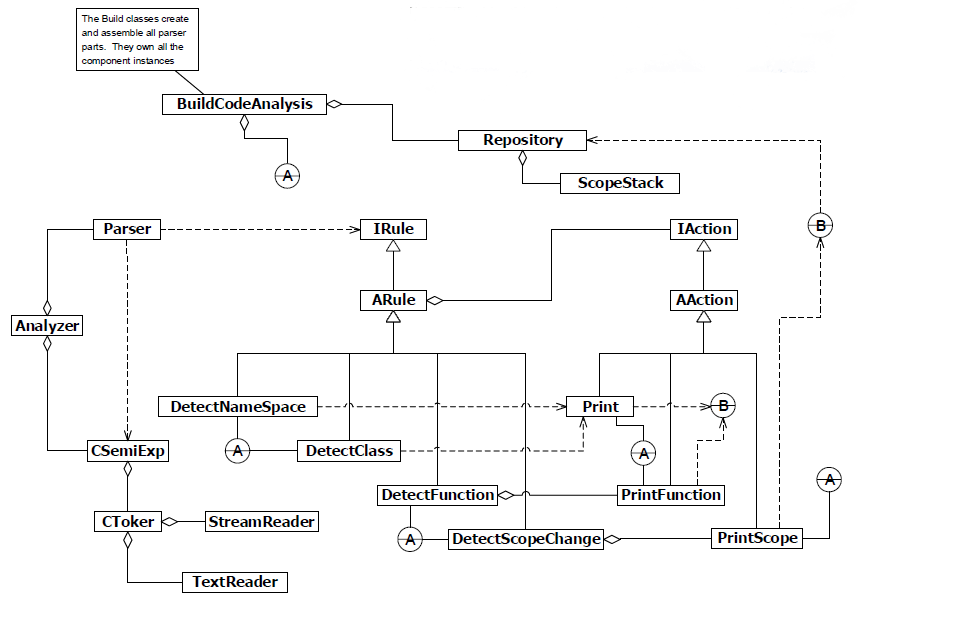 The Build classes create
and assemble all parser
parts. They own all the
component instances
BuildCodeAnalysis
Repository
A
ScopeStack
Parser
IRule
IAction
B
ARule
AAction
Analyzer
DetectNameSpace
Print
B
A
DetectClass
A
CSemiExp
A
DetectFunction
PrintFunction
CToker
StreamReader
A
DetectScopeChange
PrintScope
TextReader